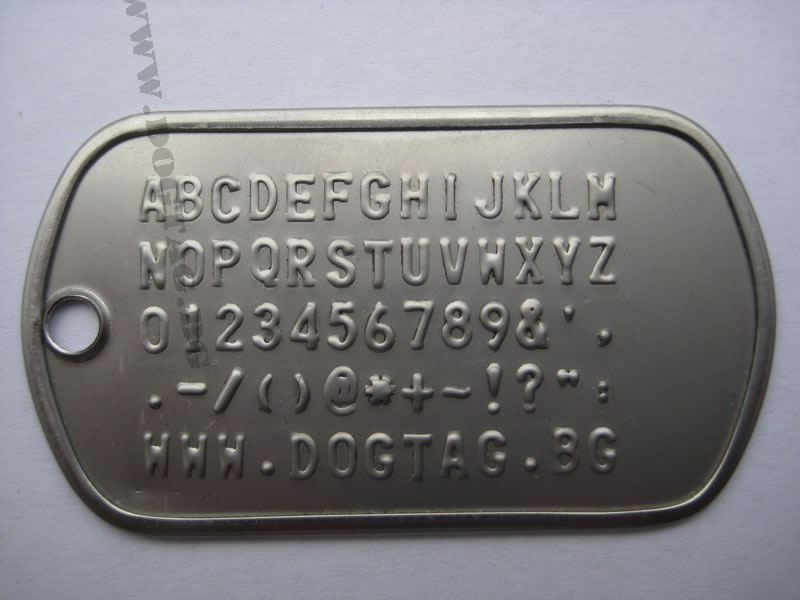 ABCDEFGHIJKLM
NOPQRSTUVWXYZ
0123456789&',
.-/()@*+~!?":
WWW.DOGTAG.BG